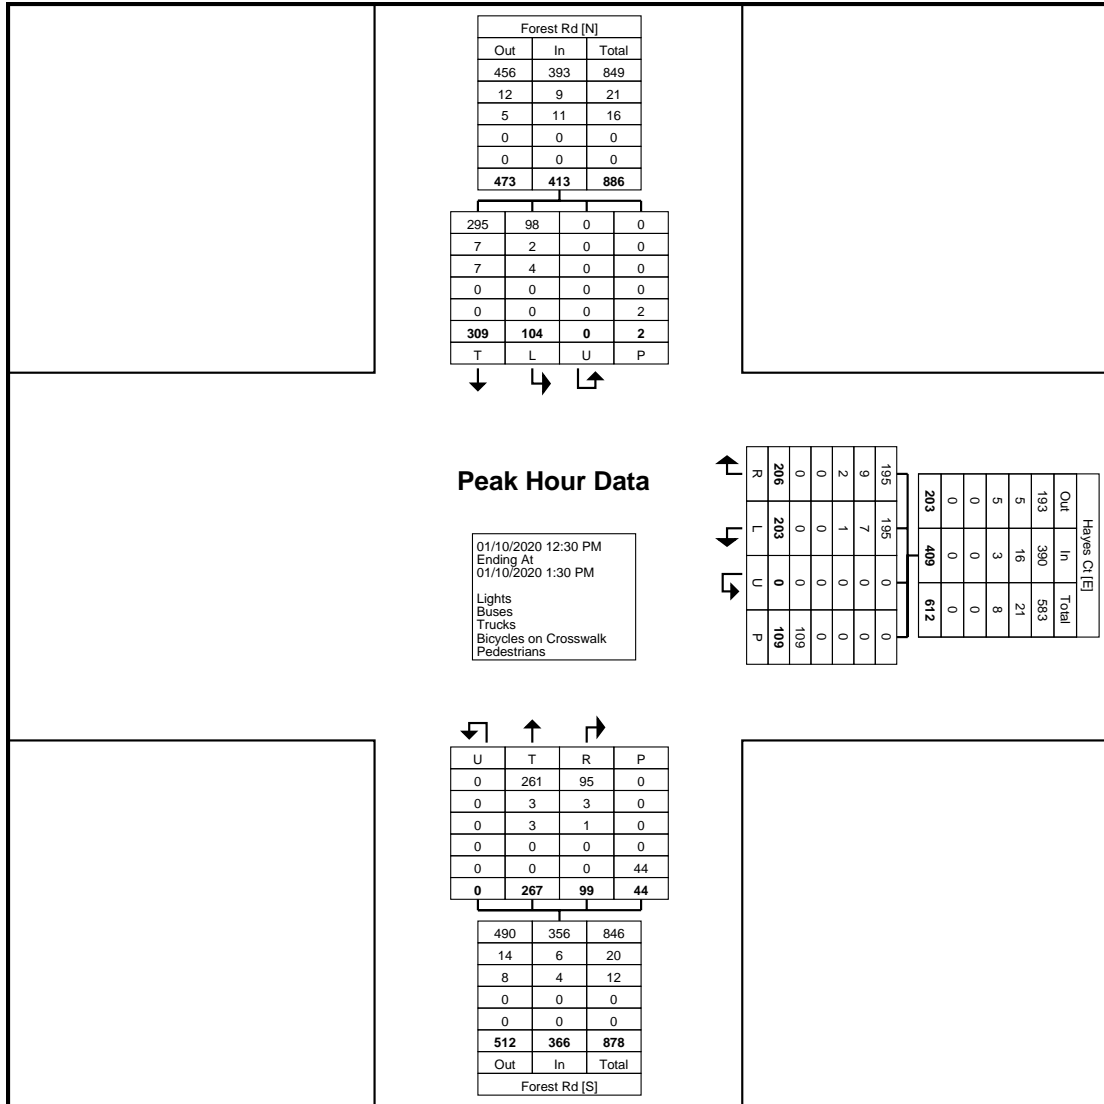 Forest Rd [N]
Out In Total
456 393 849
12 9 21
5 11 16
0 0 0
0 0 0
473 413 886
295 98 0 0
7 2 0 0
7 4 0 0
0 0 0 0
0 0 0 2
309 104 0 2
T L U P
Peak Hour Data
01/10/2020 12:30 PM
Ending At
01/10/2020 1:30 PM
Lights
Buses
Trucks
Bicycles on Crosswalk
Pedestrians
Hayes Ct [E]
Out In Total
193 390 583
5 16 21
5 3 8
0 0 0
0 0 0
203 409 612
195 195 0 0
9 7 0 0
2 1 0 0
0 0 0 0
0 0 0 109
206 203 0 109
R L U P
U T R P
0 261 95 0
0 3 3 0
0 3 1 0
0 0 0 0
0 0 0 44
0 267 99 44
490 356 846
14 6 20
8 4 12
0 0 0
0 0 0
512 366 878
Out In Total
Forest Rd [S]